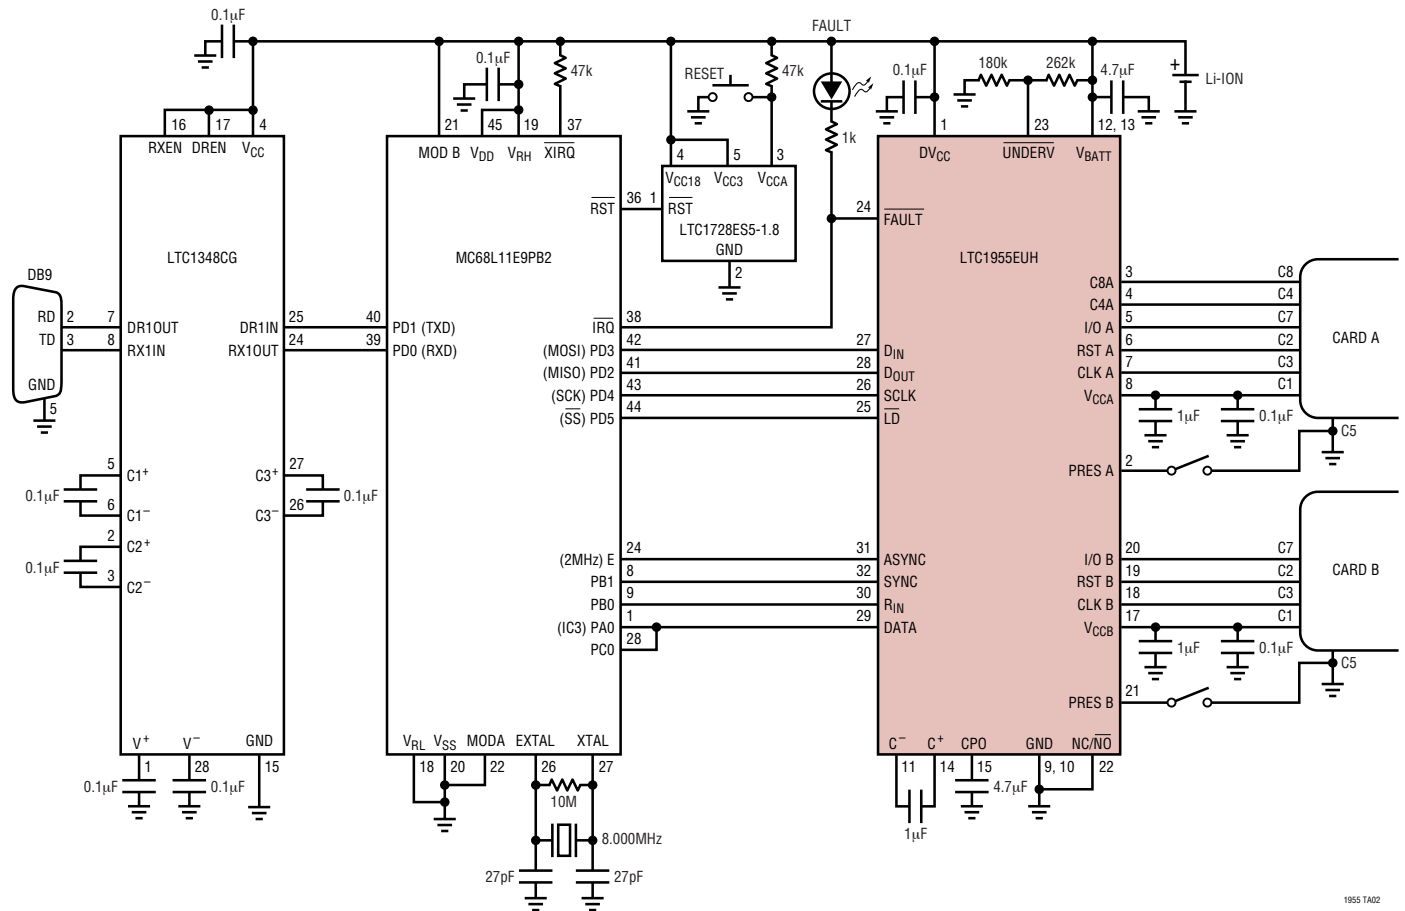 0.1μF
FAULT
0.1μF
47k
RESET
47k
0.1μF
180k
262k
4.7μF
+
Li-ION
1k
16 17 4
RXEN DREN VCC
21 45 19 37
MOD B VDD VRH XIRQ
4 5 3
VCC18 VCC3 VCCA
1 23 12, 13
DVCC UNDERV VBATT
RST 36 1 RST
LTC1728ES5-1.8
GND
2
24 FAULT
LTC1348CG
MC68L11E9PB2
LTC1955EUH
DB9
RD 2 7 DR1OUT
TD 3 8 RX1IN
GND
5
DR1IN 25 40 PD1 (TXD)
RX1OUT 24 39 PD0 (RXD)
IRQ 38
(MOSI) PD3 42 27 DIN
(MISO) PD2 41 28 DOUT
(SCK) PD4 43 26 SCLK
(SS) PD5 44 25 LD
C8A 3 C8
C4A 4 C4
I/O A 5 C7
RST A 6 C2
CLK A 7 C3
VCCA 8 C1
CARD A
1μF 0.1μF
C5
PRES A 2
5 C1+
0.1μF
6 C1−
2 C2+
0.1μF
3 C2−
C3+ 27
0.1μF
C3− 26
(2MHz) E 24 31 ASYNC
PB1 8 32 SYNC
PB0 9 30 RIN
(IC3) PA0 1 29 DATA
PC0 28
I/O B 20 C7
RST B 19 C2
CLK B 18 C3
VCCB 17 C1
CARD B
1μF 0.1μF
C5
PRES B 21
V+ V− GND
1 28 15
0.1μF 0.1μF
VRL VSS MODA EXTAL XTAL
18 20 22 26 27
10M
8.000MHz
27pF 27pF
C− C+ CPO GND NC/NO
11 14 15 9, 10 22
4.7μF
1μF
1955 TA02